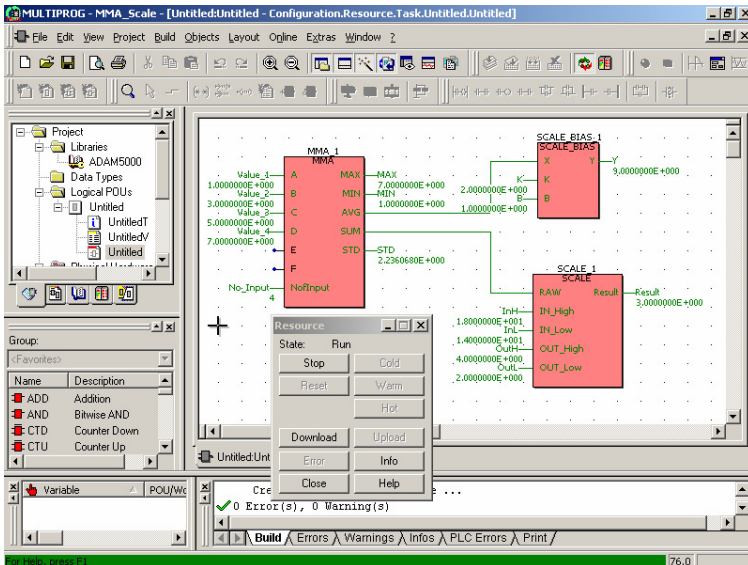 MULTIPROG - MMA_Scale - [Untitled:Untitled - Configuration.Resource.Task.Untitled.Untitled]
File Edit View Project Build Objects Layout Online Extras Window ?
Project
Libraries
ADAM5000
Data Types
Logical POUs
Untitled
UntitledT
UntitledV
Untitled
Group:
<Favorites>
Name Description
ADD Addition
AND Bitwise AND
CTD Counter Down
CTU Counter Up
MMA_1
MMA
Value_1 A MAX MAX
1.0000000E+000 7.0000000E+000
Value_2 B MIN MIN
3.0000000E+000 1.0000000E+000
Value_3 C AVG
5.0000000E+000
Value_4 D SUM
7.0000000E+000
E STD STD
2.2360680E+000
F
No_Input NofInput
4
SCALE_BIAS_1
SCALE_BIAS
X Y Y
9.0000000E+000
K K
2.0000000E+000
B B
1.0000000E+000
SCALE_1
SCALE
RAW Result Result
3.0000000E+000
InH IN_High
1.8000000E+001
InL IN_Low
1.4000000E+001
OutH OUT_High
4.0000000E+000
OutL OUT_Low
2.0000000E+000
Resource
State: Run
Stop Cold
Reset Warm
Hot
Download Upload
Error Info
Close Help
Untitled:Unt
Variable POU/Wo
Cre e ...
0 Error(s), 0 Warning(s)
Build Errors Warnings Infos PLC Errors Print
For Help, press F1
76.0